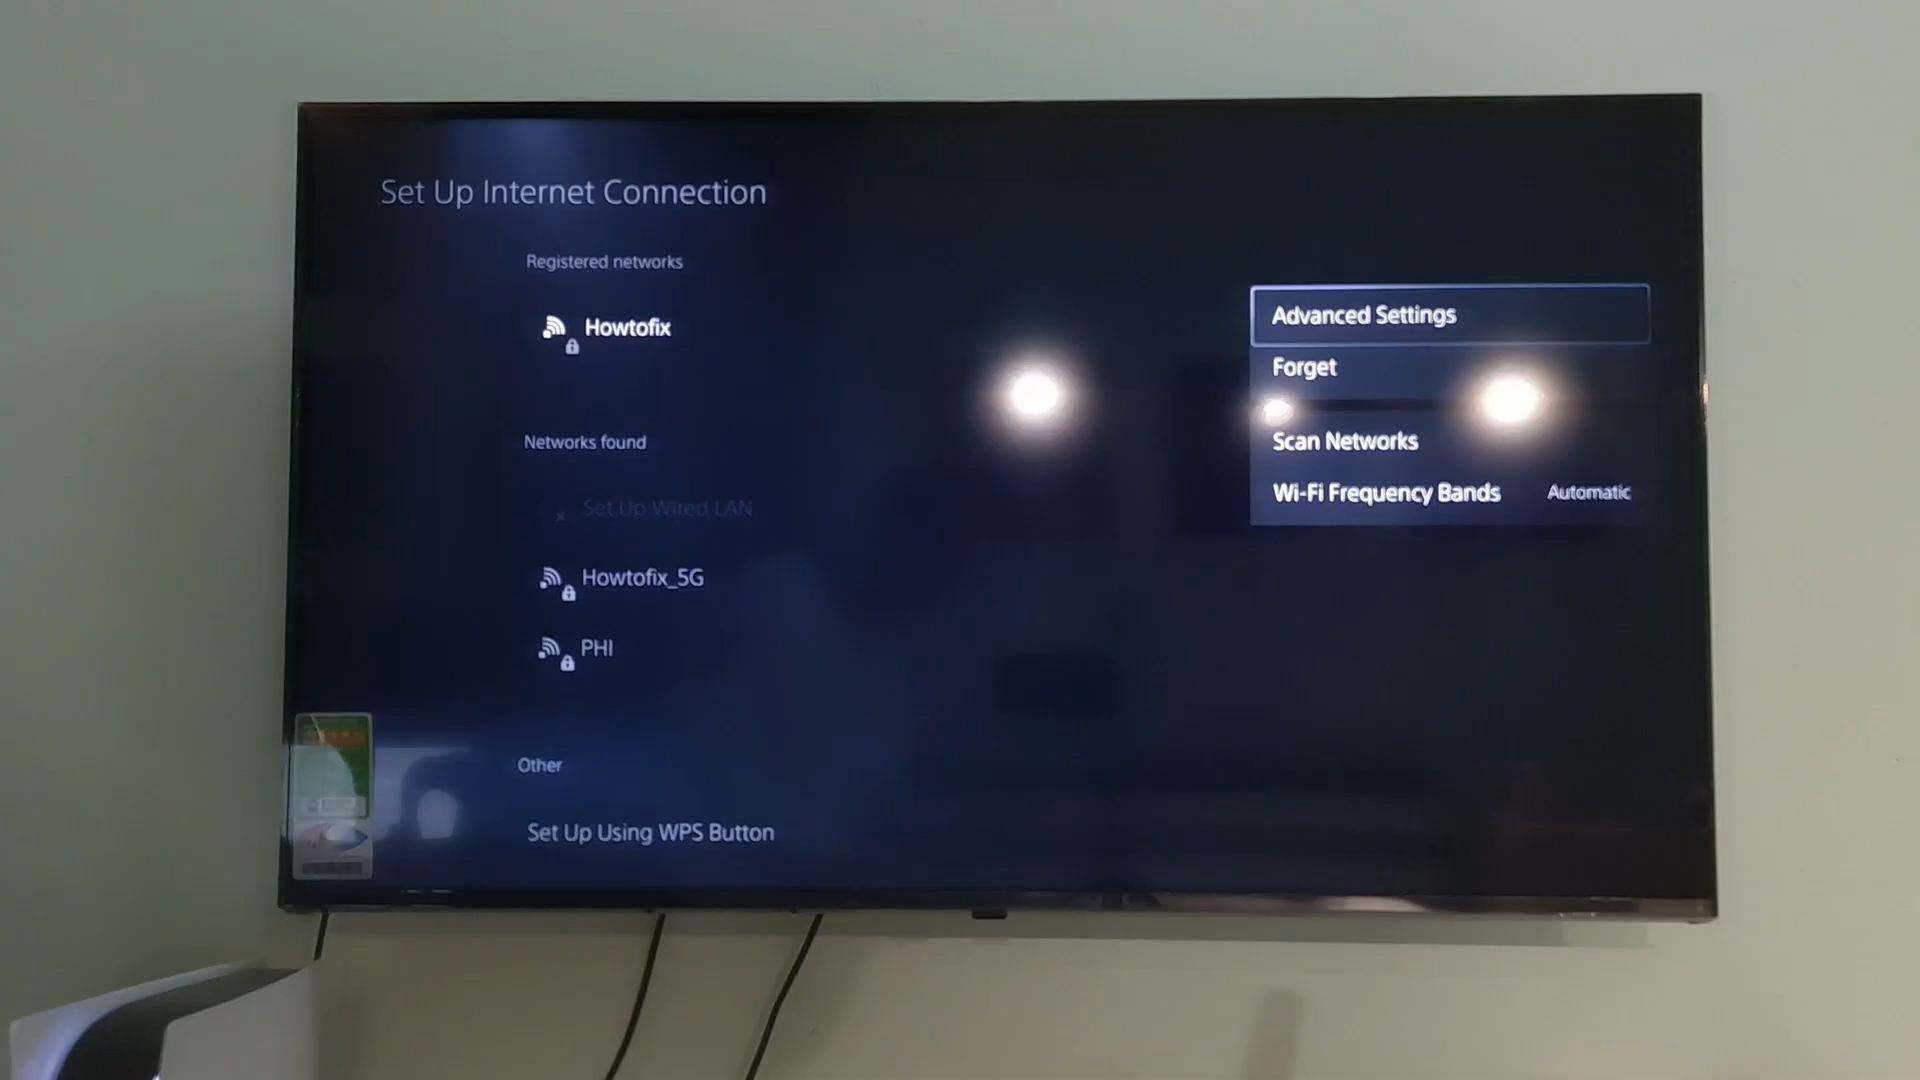 Set Up Internet Connection
Registered networks
Howtofix
Networks found
Set Up Wired LAN
Howtofix_5G
PHI
Other
Set Up Using WPS Button
Advanced Settings
Forget
Scan Networks
Wi-Fi Frequency Bands Automatic